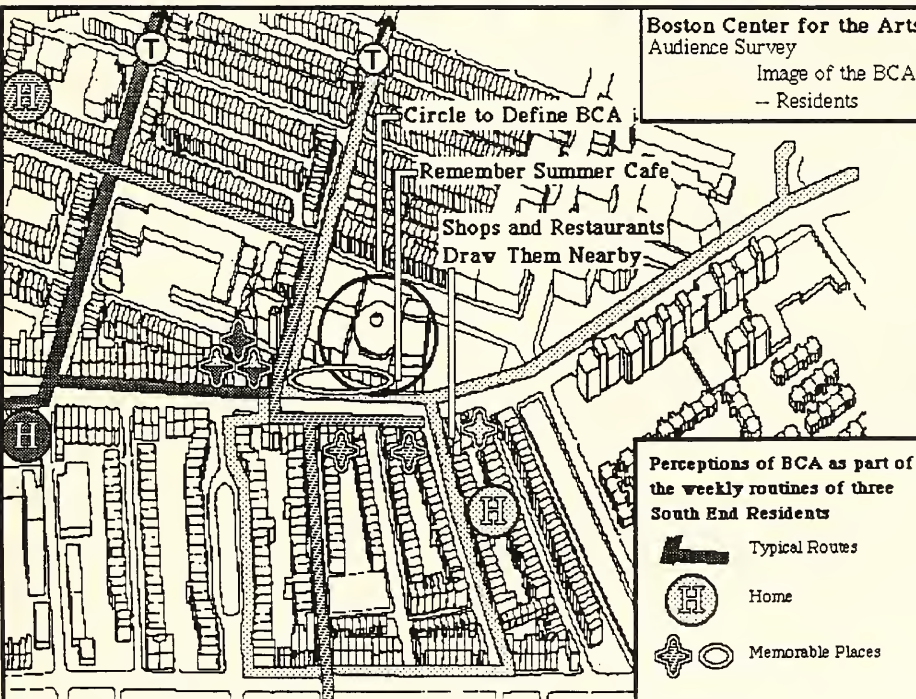 Boston Center for the Arts
Audience Survey
Image of the BCA
-- Residents
T
T
H
Circle to Define BCA
Remember Summer Cafe
Shops and Restaurants
Draw Them Nearby
H
H
Perceptions of BCA as part of
the weekly routines of three
South End Residents
Typical Routes
H
Home
Memorable Places